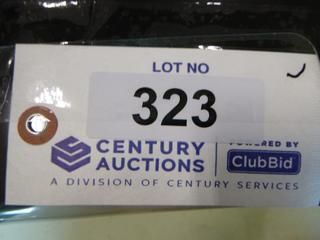 LOT NO
323
CENTURY AUCTIONS
POWERED BY
ClubBid
A DIVISION OF CENTURY SERVICES